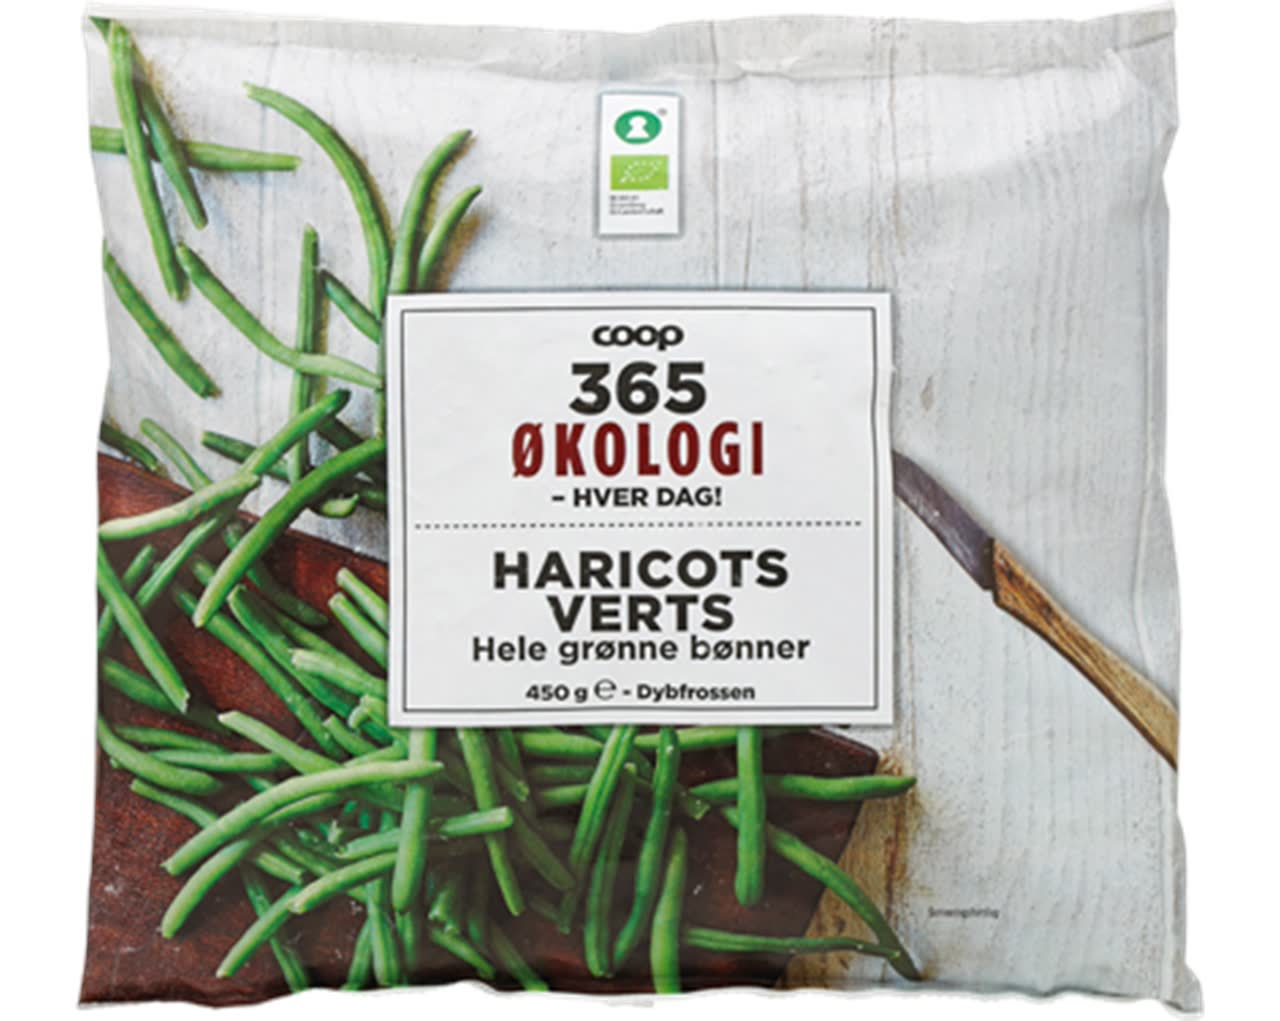 coop
365
ØKOLOGI
– HVER DAG!
HARICOTS
VERTS
Hele grønne bønner
450 g ℮ - Dybfrossen